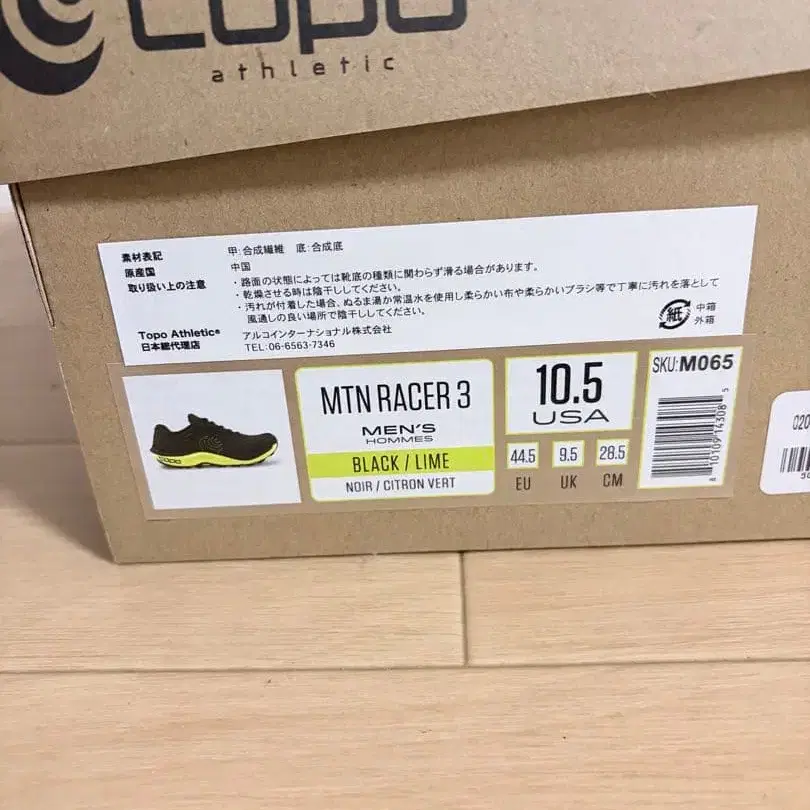 topo
athletic
素材表記 甲:合成繊維 底:合成底
原産国 中国
取り扱い上の注意 ・路面の状態によっては靴底の種類に関わらず滑る場合があります。
・乾燥させる時は陰干ししてください。
・汚れが付着した場合、ぬるま湯か常温水を使用し柔らかい布や柔らかいブラシ等で丁寧に汚れを落として
風通しの良い場所で陰干ししてください。
紙 中箱
外箱
Topo Athletic® アルコインターナショナル株式会社
日本総代理店 TEL:06-6563-7346
topo
MTN RACER 3
MEN'S
HOMMES
BLACK / LIME
NOIR / CITRON VERT
10.5
USA
44.5 9.5 28.5
EU UK CM
SKU:M065
8 10109 14308 5
020